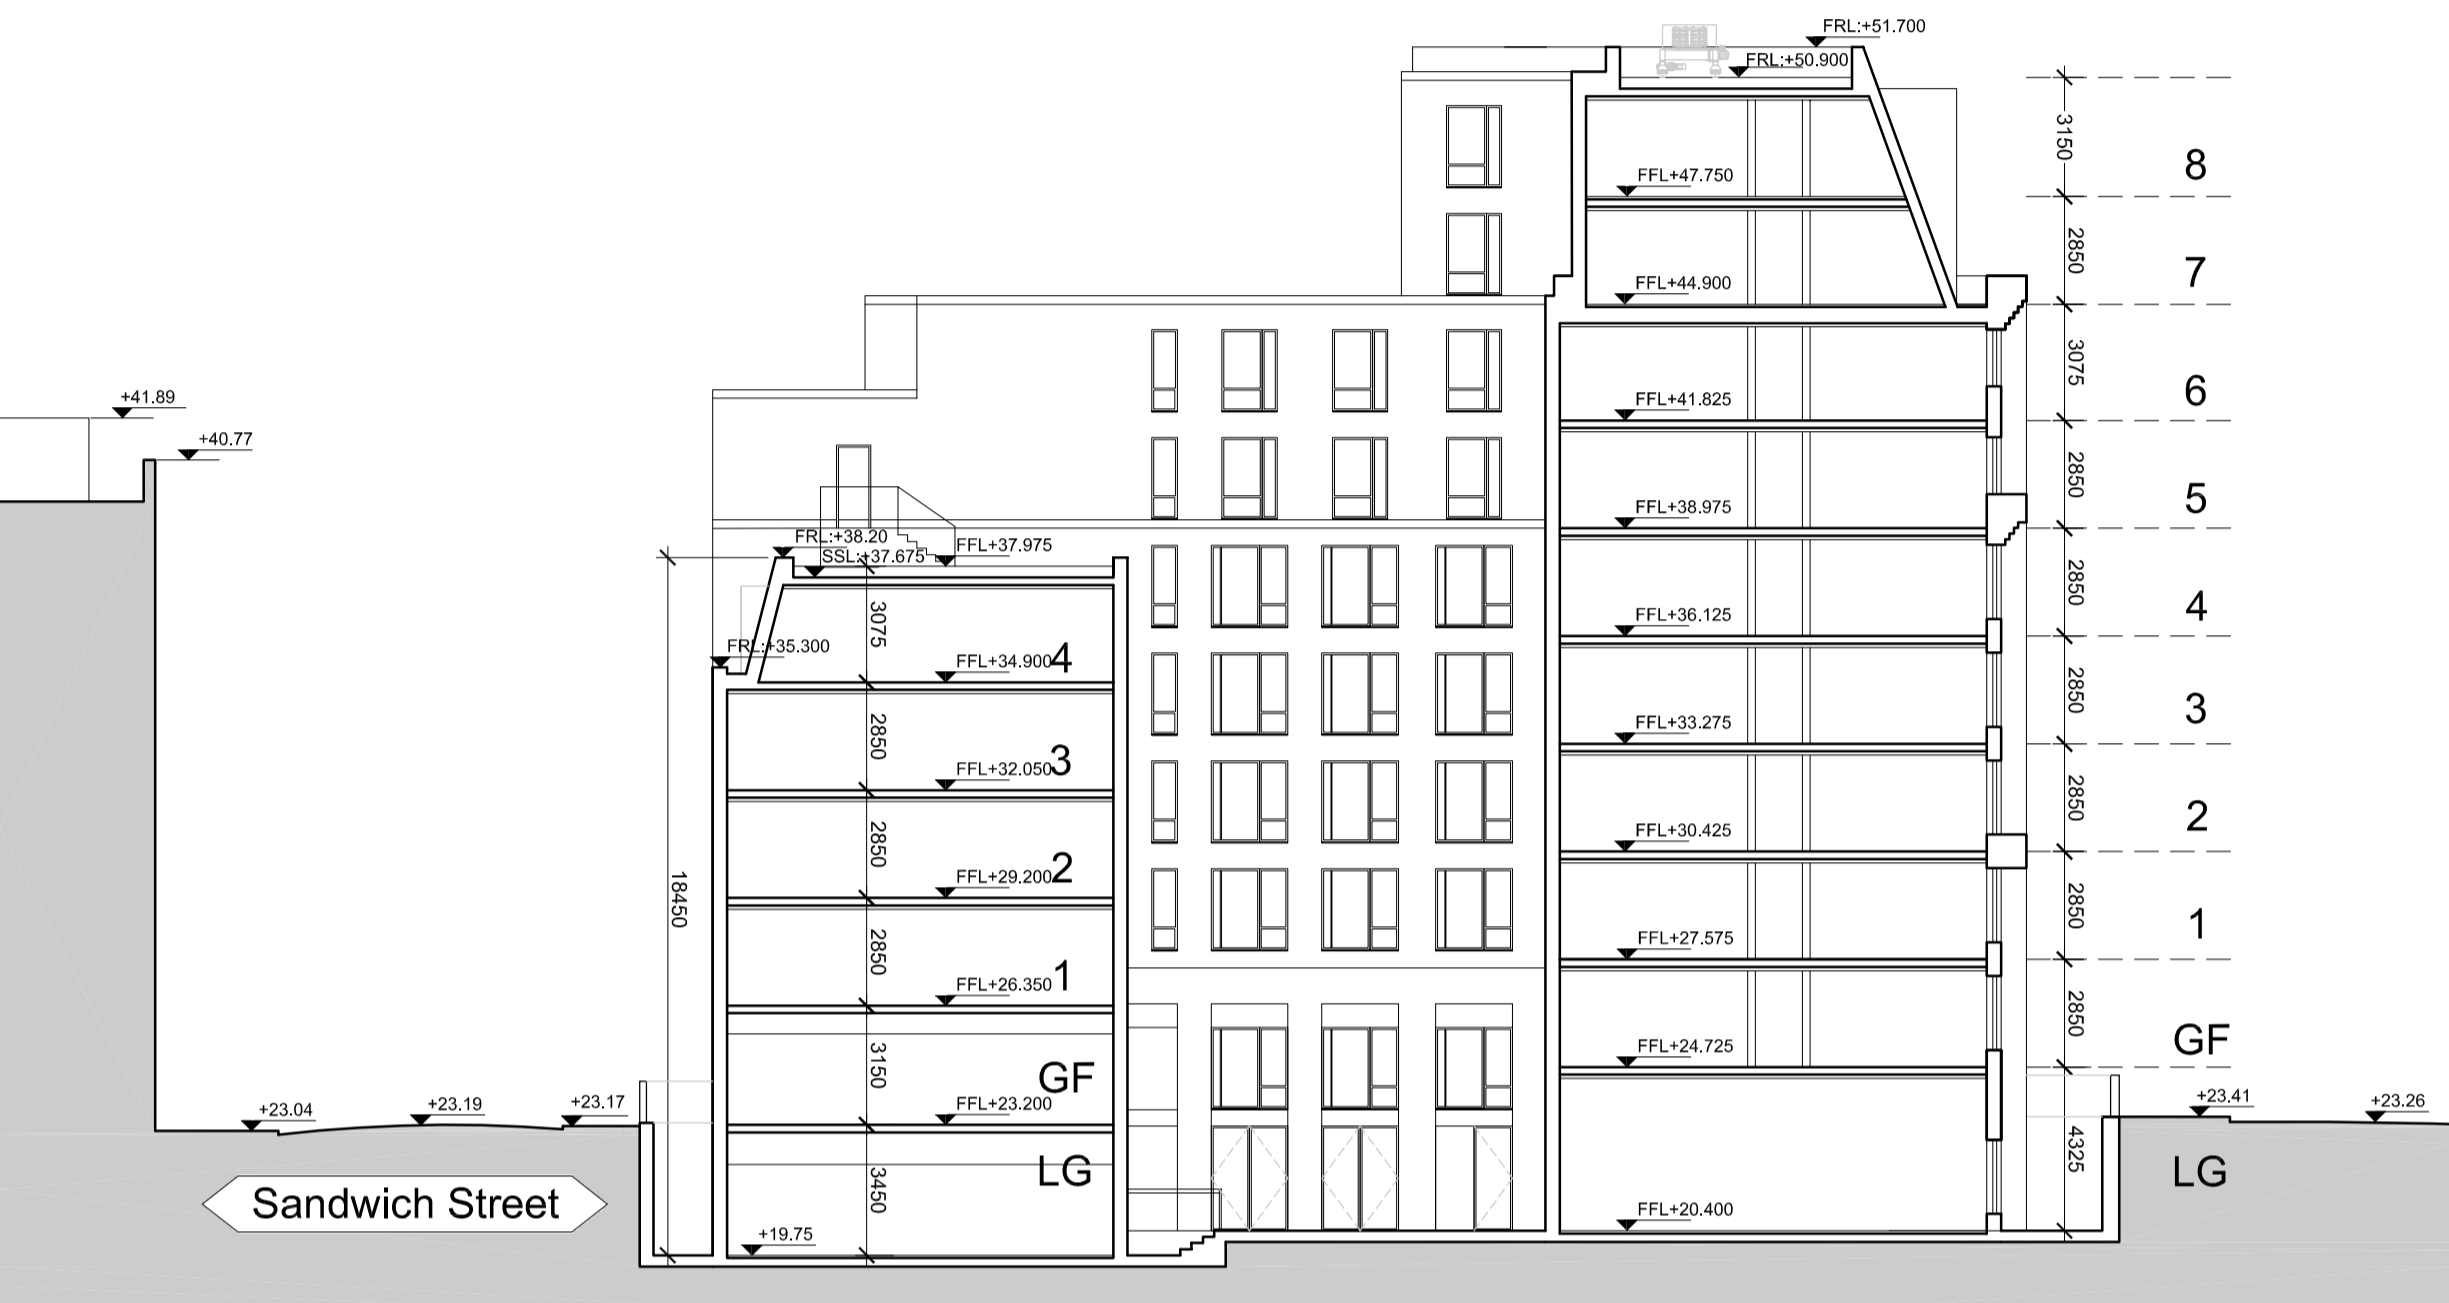 FRL:+51.700
FRL:+50.900
3150
8
FFL+47.750
2850
7
FFL+44.900
3075
6
FFL+41.825
+41.89
+40.77
2850
5
FFL+38.975
FRL:+38.20
FFL+37.975
SSL:+37.675
2850
4
FFL+36.125
3075
FRL:+35.300
FFL+34.900
4
2850
3
FFL+33.275
2850
FFL+32.050
3
2850
2
FFL+30.425
2850
FFL+29.200
2
18450
2850
1
FFL+27.575
2850
FFL+26.350
1
2850
GF
FFL+24.725
3150
GF
FFL+23.200
+23.04
+23.19
+23.17
+23.41
+23.26
4325
LG
3450
LG
Sandwich Street
FFL+20.400
+19.75